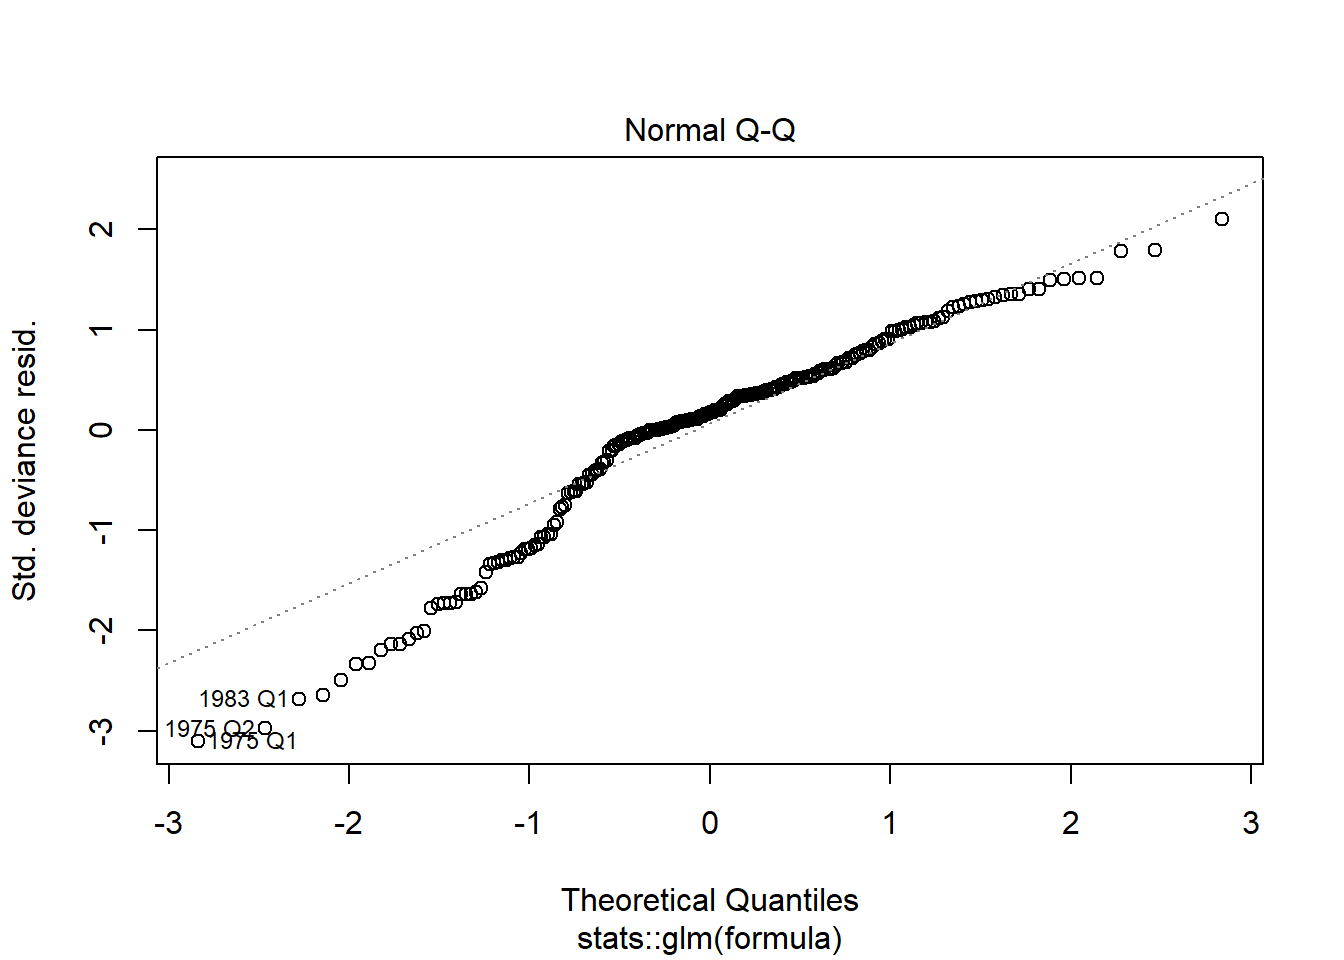 Normal Q-Q
Std. deviance resid.
2
1
0
-1
-2
-3
1983 Q1
1975 Q2
1975 Q1
-3 -2 -1 0 1 2 3
Theoretical Quantiles
stats::glm(formula)